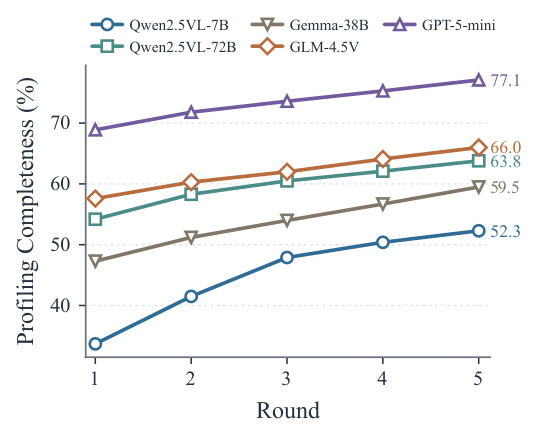 Qwen2.5VL-7B Gemma-38B GPT-5-mini
Qwen2.5VL-72B GLM-4.5V
Profiling Completeness (%)
70
60
50
40
77.1
66.0
63.8
59.5
52.3
1 2 3 4 5
Round